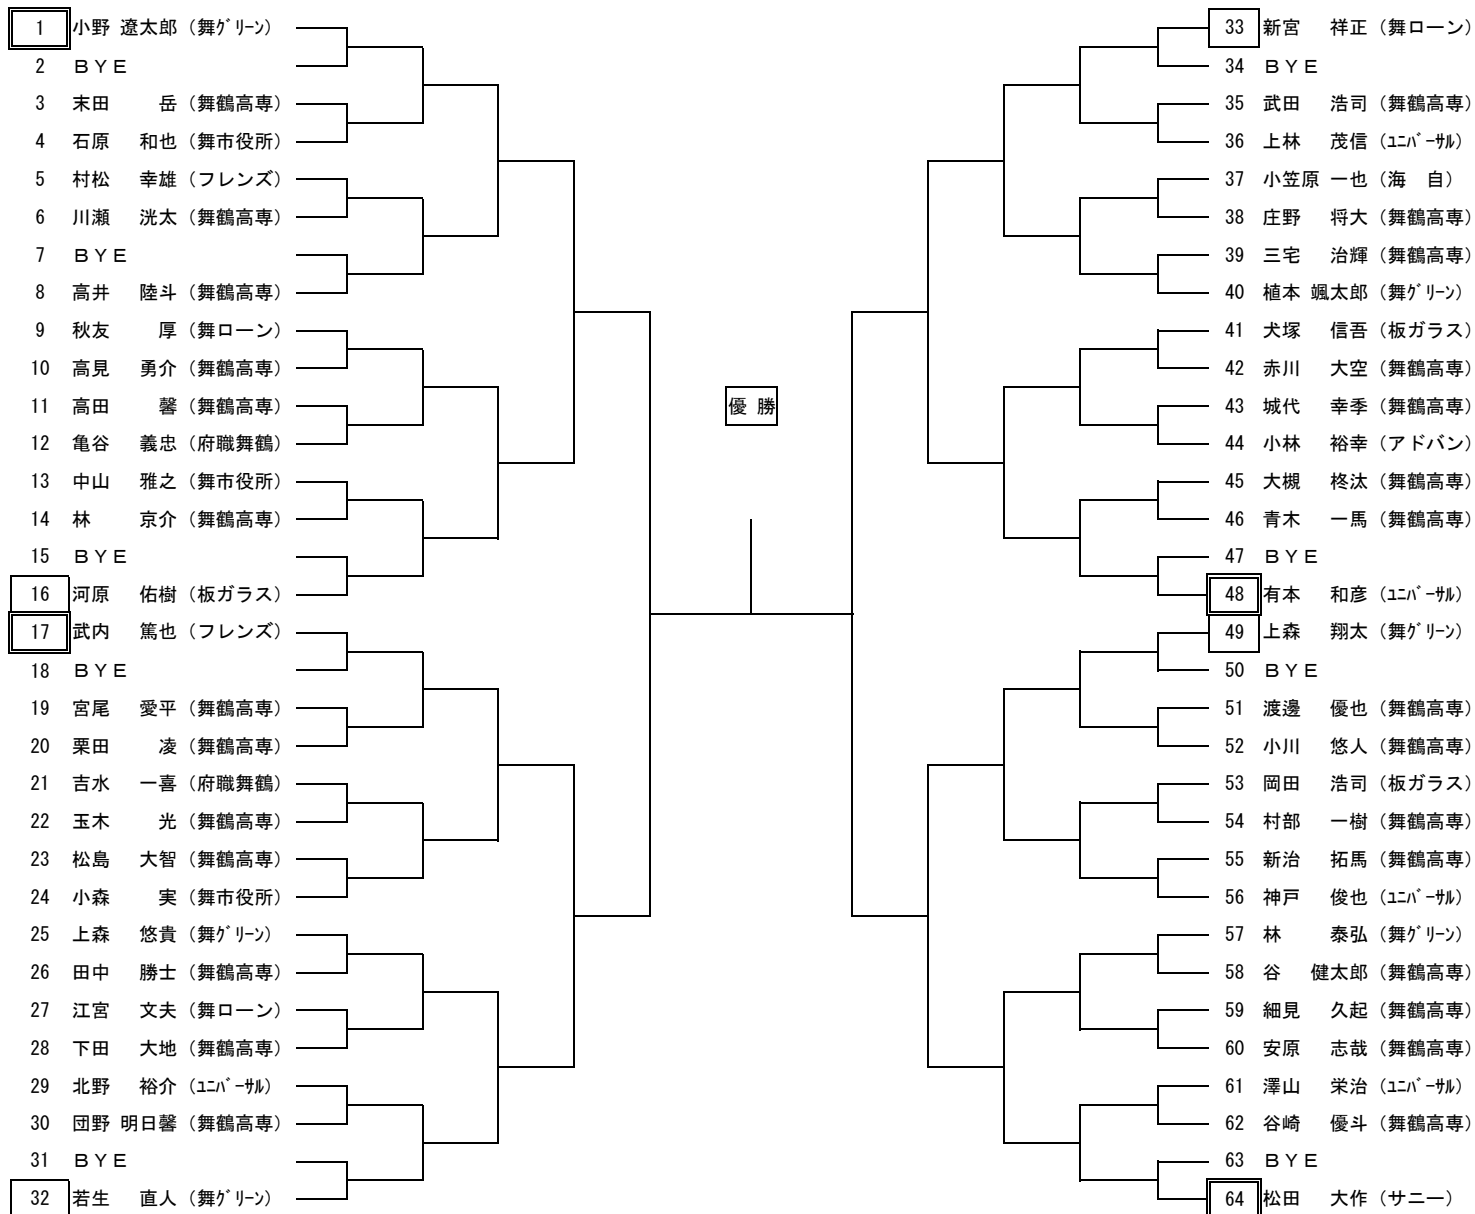 1 小野 遼太郎 (舞ｸﾞﾘｰﾝ)
2 ＢＹＥ
3 末田 岳 (舞鶴高専)
4 石原 和也 (舞市役所)
5 村松 幸雄 (フレンズ)
6 川瀬 洸太 (舞鶴高専)
7 ＢＹＥ
8 高井 陸斗 (舞鶴高専)
9 秋友 厚 (舞ローン)
10 高見 勇介 (舞鶴高専)
11 高田 馨 (舞鶴高専)
12 亀谷 義忠 (府職舞鶴)
13 中山 雅之 (舞市役所)
14 林 京介 (舞鶴高専)
15 ＢＹＥ
16 河原 佑樹 (板ガラス)
17 武内 篤也 (フレンズ)
18 ＢＹＥ
19 宮尾 愛平 (舞鶴高専)
20 栗田 凌 (舞鶴高専)
21 吉水 一喜 (府職舞鶴)
22 玉木 光 (舞鶴高専)
23 松島 大智 (舞鶴高専)
24 小森 実 (舞市役所)
25 上森 悠貴 (舞ｸﾞﾘｰﾝ)
26 田中 勝士 (舞鶴高専)
27 江宮 文夫 (舞ローン)
28 下田 大地 (舞鶴高専)
29 北野 裕介 (ﾕﾆﾊﾞｰｻﾙ)
30 団野 明日馨 (舞鶴高専)
31 ＢＹＥ
32 若生 直人 (舞ｸﾞﾘｰﾝ)
優 勝
33 新宮 祥正 (舞ローン)
34 ＢＹＥ
35 武田 浩司 (舞鶴高専)
36 上林 茂信 (ﾕﾆﾊﾞｰｻﾙ)
37 小笠原 一也 (海 自)
38 庄野 将大 (舞鶴高専)
39 三宅 治輝 (舞鶴高専)
40 植本 颯太郎 (舞ｸﾞﾘｰﾝ)
41 犬塚 信吾 (板ガラス)
42 赤川 大空 (舞鶴高専)
43 城代 幸季 (舞鶴高専)
44 小林 裕幸 (アドバン)
45 大槻 柊汰 (舞鶴高専)
46 青木 一馬 (舞鶴高専)
47 ＢＹＥ
48 有本 和彦 (ﾕﾆﾊﾞｰｻﾙ)
49 上森 翔太 (舞ｸﾞﾘｰﾝ)
50 ＢＹＥ
51 渡邊 優也 (舞鶴高専)
52 小川 悠人 (舞鶴高専)
53 岡田 浩司 (板ガラス)
54 村部 一樹 (舞鶴高専)
55 新治 拓馬 (舞鶴高専)
56 神戸 俊也 (ﾕﾆﾊﾞｰｻﾙ)
57 林 泰弘 (舞ｸﾞﾘｰﾝ)
58 谷 健太郎 (舞鶴高専)
59 細見 久起 (舞鶴高専)
60 安原 志哉 (舞鶴高専)
61 澤山 栄治 (ﾕﾆﾊﾞｰｻﾙ)
62 谷崎 優斗 (舞鶴高専)
63 ＢＹＥ
64 松田 大作 (サニー)